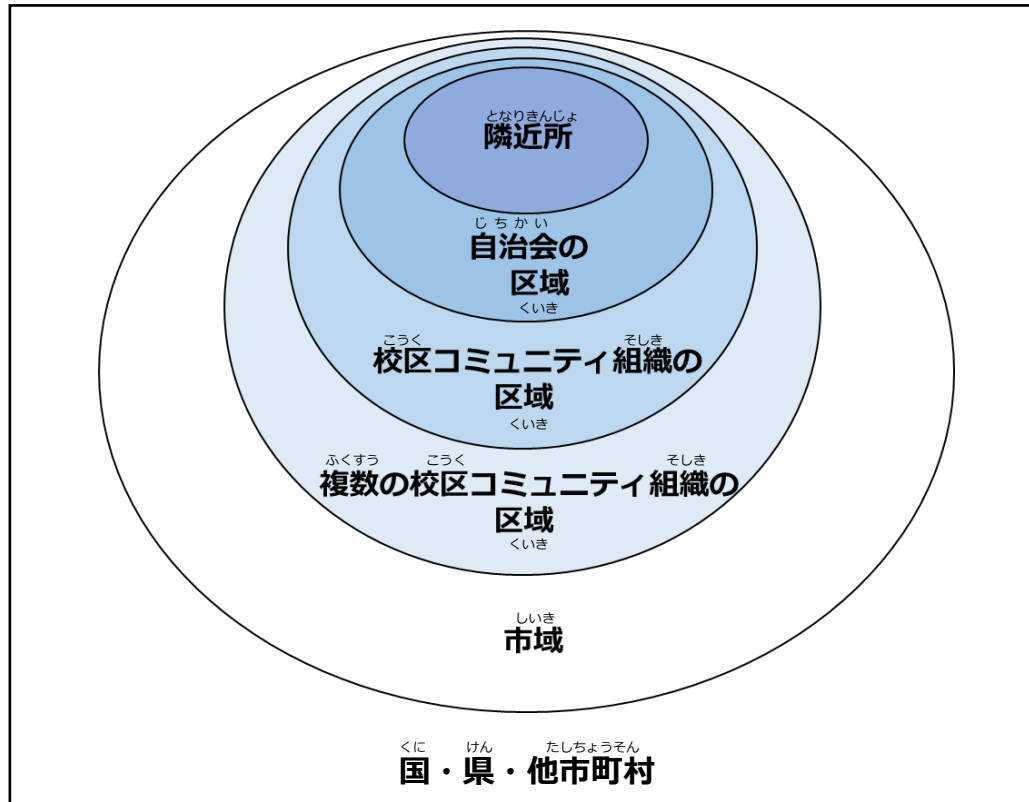 となりきんじょ
隣近所
じちかい
自治会の
区域
くいき
こうく そしき
校区コミュニティ組織の
区域
くいき
ふくすう こうく そしき
複数の校区コミュニティ組織の
区域
くいき
しいき
市域
くに けん たしちょうそん
国・県・他市町村